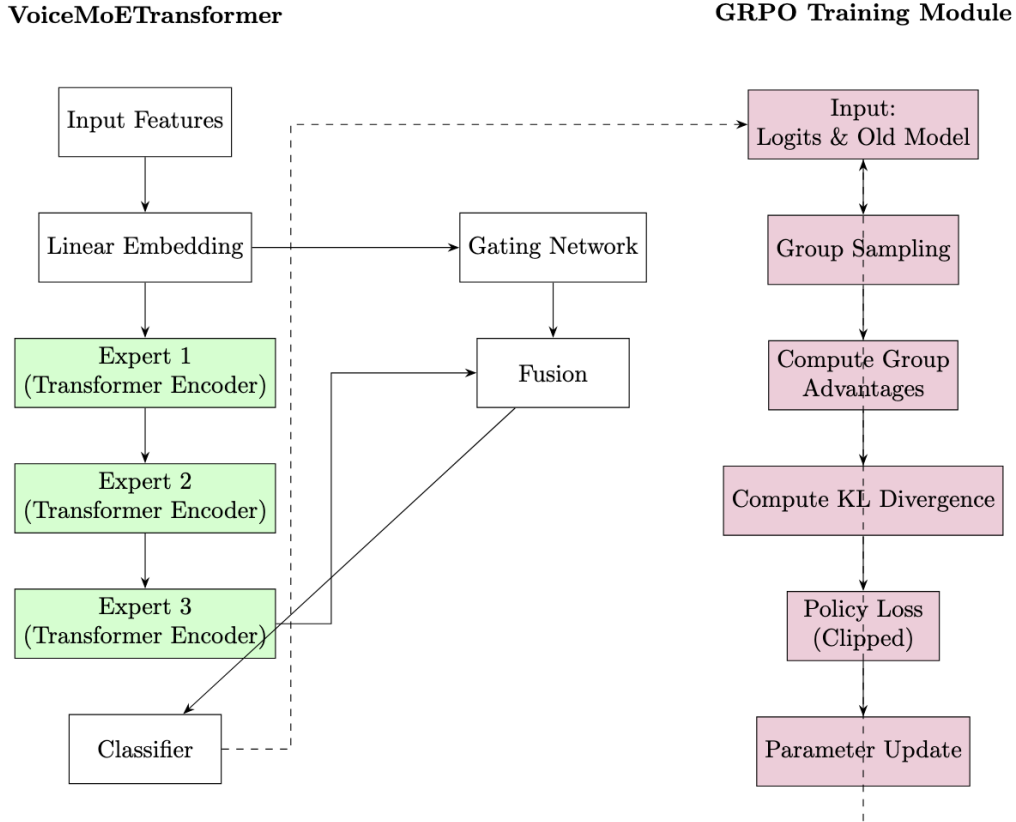 VoiceMoETransformer
GRPO Training Module
Input Features
Linear Embedding
Gating Network
Expert 1
(Transformer Encoder)
Fusion
Expert 2
(Transformer Encoder)
Expert 3
(Transformer Encoder)
Classifier
Input:
Logits & Old Model
Group Sampling
Compute Group
Advantages
Compute KL Divergence
Policy Loss
(Clipped)
Parameter Update